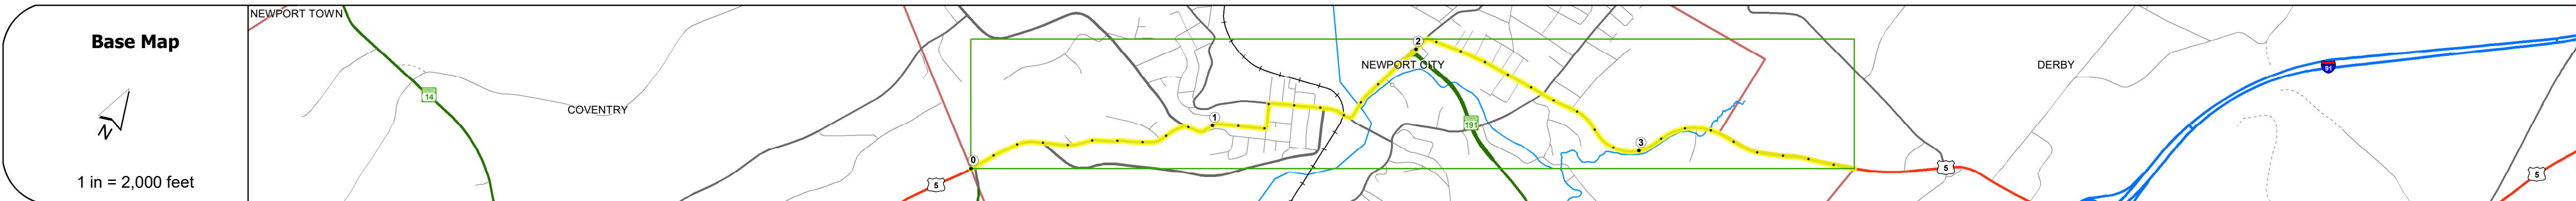 Base Map
N
1 in = 2,000 feet
NEWPORT TOWN
14
COVENTRY
5
0
1
2
NEWPORT CITY
191
3
5
DERBY
91
5